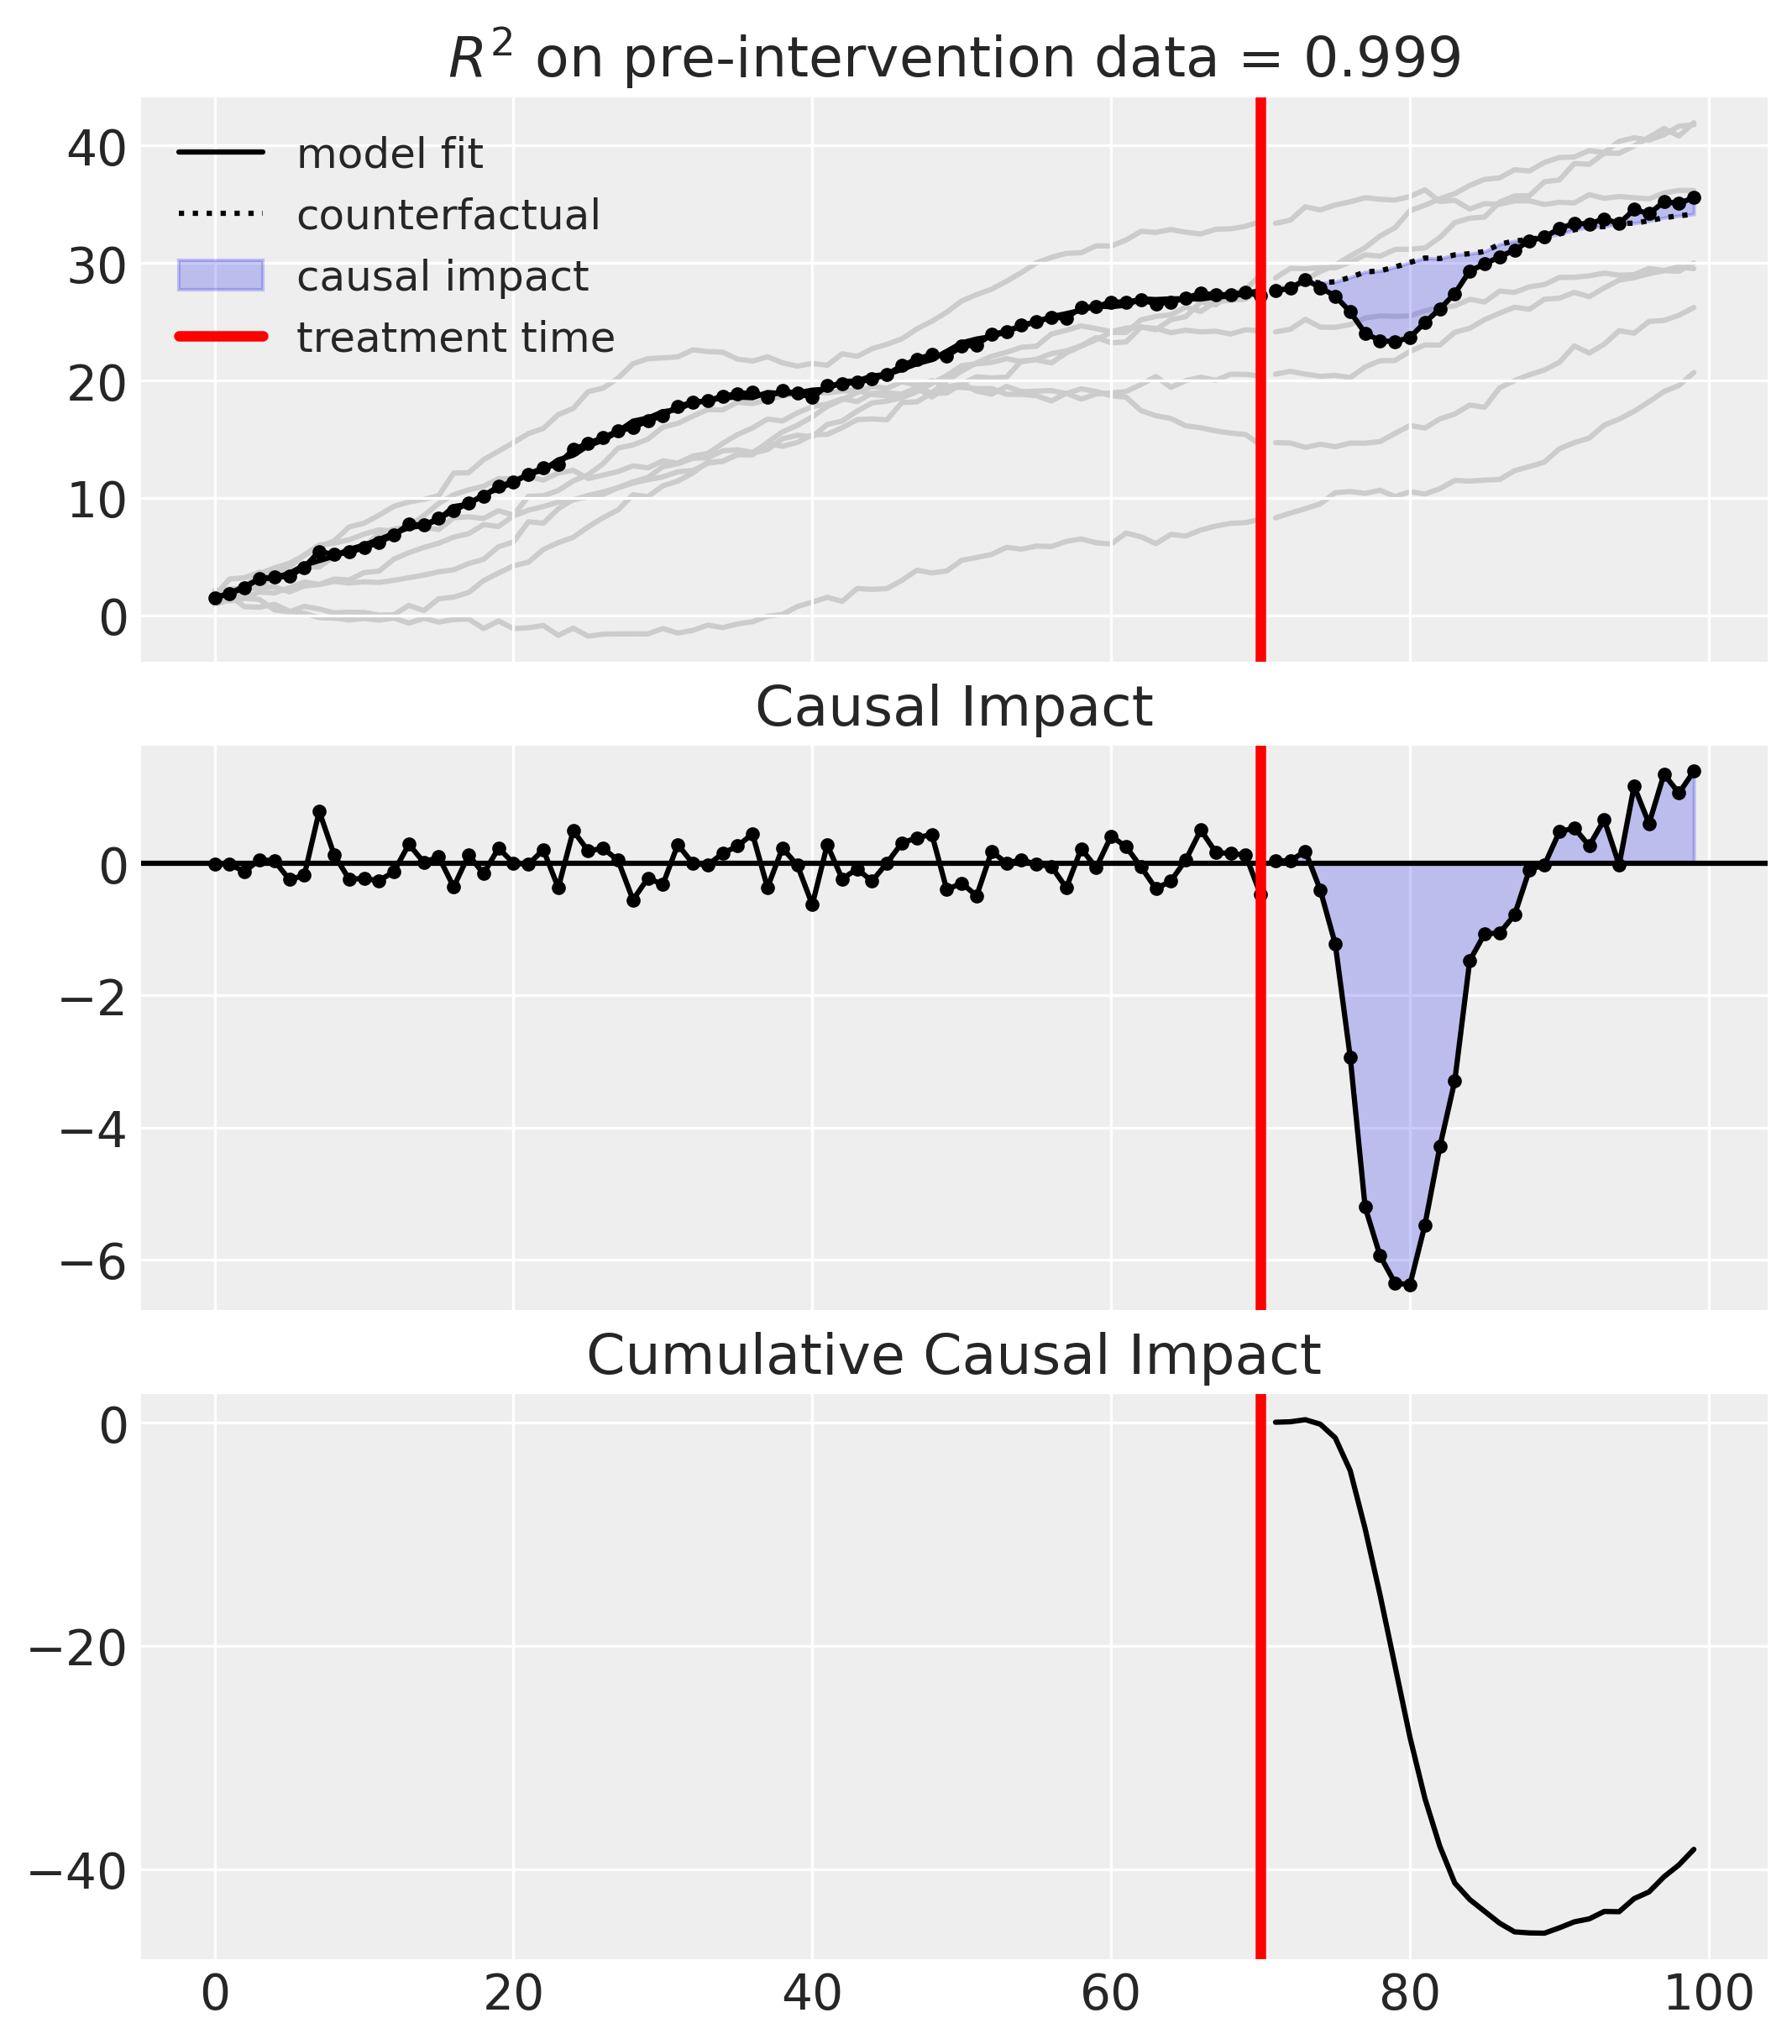 R² on pre-intervention data = 0.999
40
30
20
10
0
model fit
counterfactual
causal impact
treatment time
Causal Impact
0
−2
−4
−6
Cumulative Causal Impact
0
−20
−40
0 20 40 60 80 100